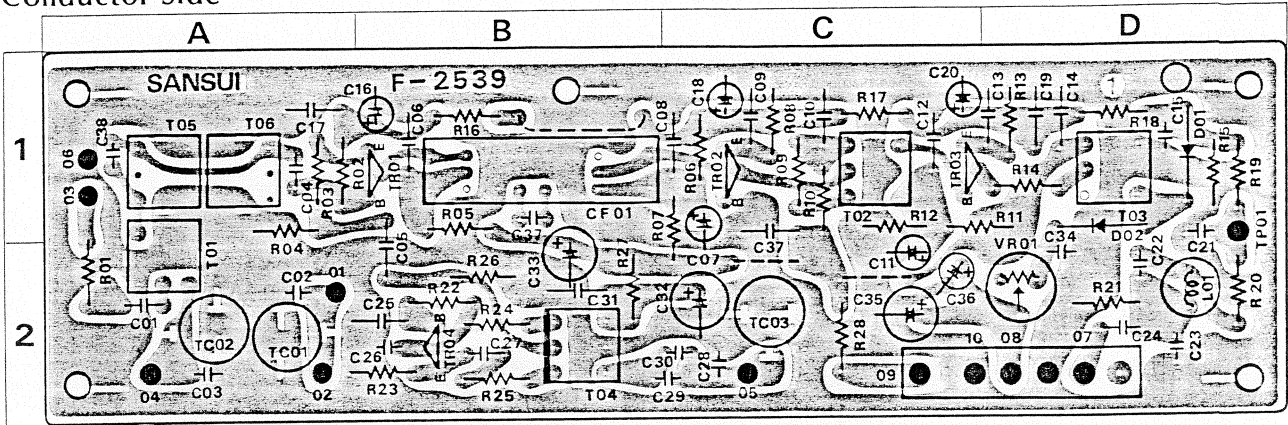 Conductor Side
A B C D
1
2
SANSUI F-2539
C16 C18 C09 C20 C13 R13 C19 C14
C38 T05 T06 C17 C06 R16 C08 R08 C10 R17 C12 R18 C15 D01 R15
06 03 C04 R03 R02 TR01 E B R06 TR02 E B R09 R10 TR03 E B R14 R19
R05 CF01 R07 T02 R12 R11 T03 TP01
R04 C05 C37 C37 VR01 C34 D02 C22 C21
R01 T01 C02 01 R26 C33 R27 C07 C11
C01 C25 R22 B R24 C31 C32 C35 C36 R21 L01 R20
TC02 TC01 C26 TR04 C27 TC03 R28 C24 C23
E C30 C28 10 08 07
04 C03 02 R23 R25 T04 C29 05 09